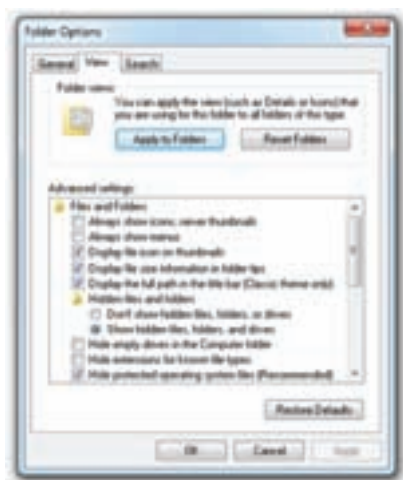 Folder Options
General View Search
Folder views
You can apply the view (such as Details or Icons) that
you are using for this folder to all folders of this type.
Apply to Folders Reset Folders
Advanced settings:
Files and Folders
Always show icons, never thumbnails
Always show menus
Display file icon on thumbnails
Display file size information in folder tips
Display the full path in the title bar (Classic theme only)
Hidden files and folders
Don't show hidden files, folders, or drives
Show hidden files, folders, and drives
Hide empty drives in the Computer folder
Hide extensions for known file types
Hide protected operating system files (Recommended)
Restore Defaults
OK Cancel Apply